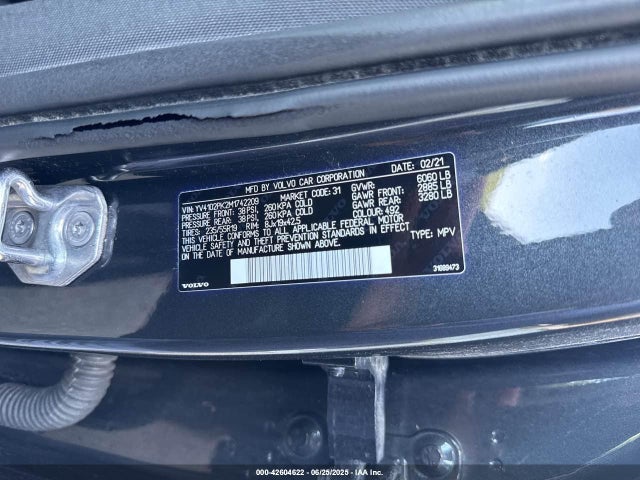 MFD BY VOLVO CAR CORPORATION DATE: 02/21
VIN: YV4102PK2M1742209 MARKET CODE: 31 GVWR: 6060 LB
PRESSURE FRONT: 38 PSI, 260 KPA COLD GAWR FRONT: 2885 LB
PRESSURE REAR: 38 PSI, 260 KPA COLD GAWR REAR: 3280 LB
TIRES: 235/55R19 RIM: 8Jx19x42.5 COLOUR: 492
THIS VEHICLE CONFORMS TO ALL APPLICABLE FEDERAL MOTOR
VEHICLE SAFETY, AND THEFT PREVENTION STANDARDS IN EFFECT
ON THE DATE OF MANUFACTURE SHOWN ABOVE. TYPE: MPV
VOLVO 31689473
000-42604622 - 06/25/2025 - IAA Inc.